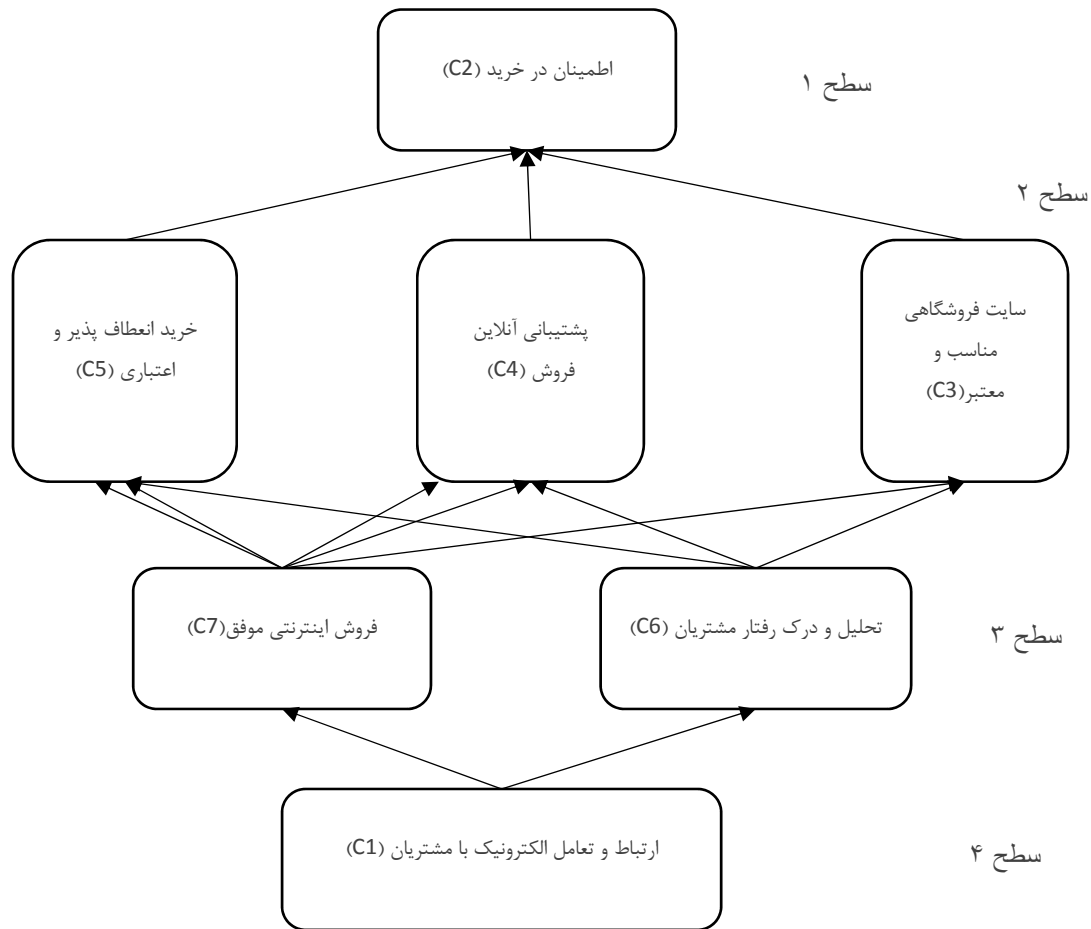 اطمینان در خرید (C2)
سطح ۱
سطح ۲
سایت فروشگاهی
مناسب و
معتبر(C3)
پشتیبانی آنلاین
فروش (C4)
خرید انعطاف پذیر و
اعتباری (C5)
سطح ۳
تحلیل و درک رفتار مشتریان (C6)
فروش اینترنتی موفق(C7)
سطح ۴
ارتباط و تعامل الکترونیک با مشتریان (C1)